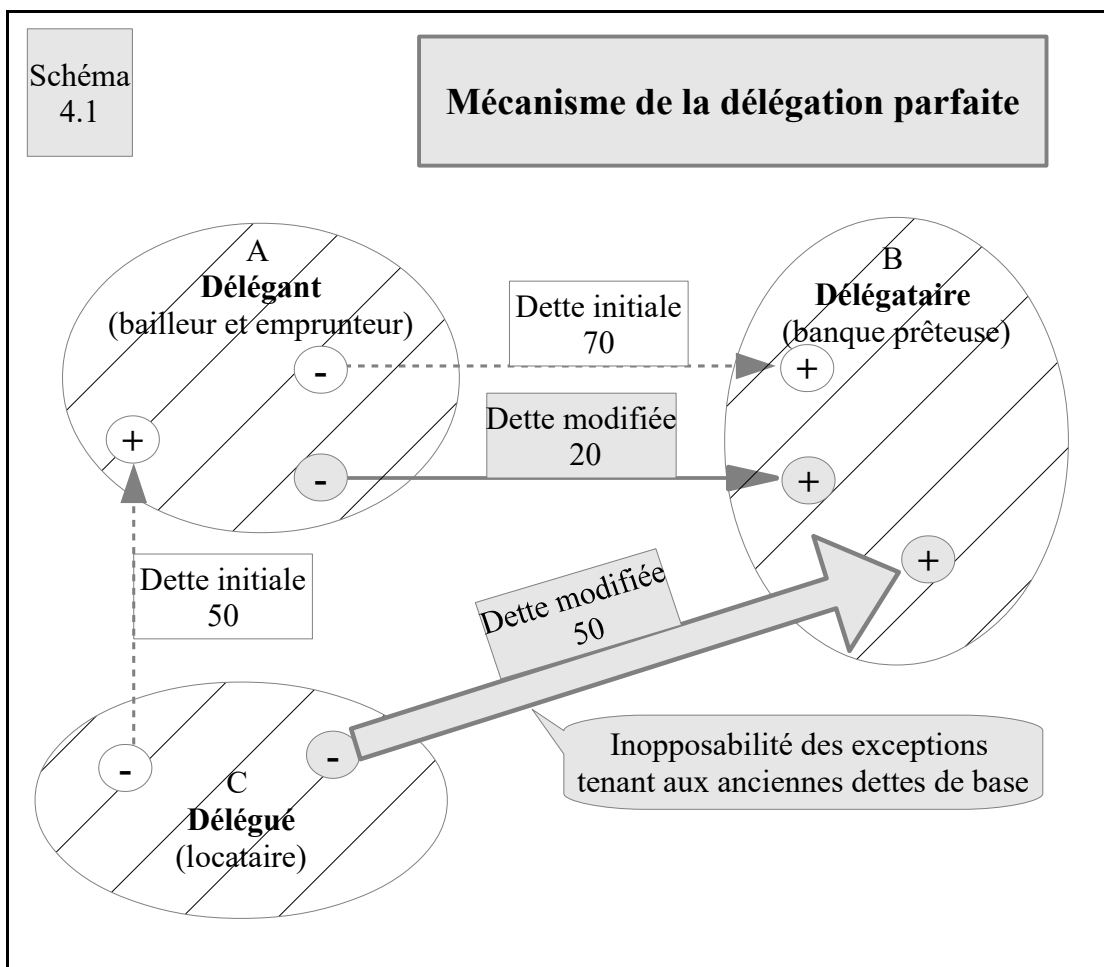 Schéma
4.1
Mécanisme de la délégation parfaite
A
Délégant
(bailleur et emprunteur)
B
Délégataire
(banque prêteuse)
Dette initiale
70
-
+
Dette modifiée
20
+
-
+
Dette initiale
50
Dette modifiée
50
+
-
-
C
Délégué
(locataire)
Inopposabilité des exceptions
tenant aux anciennes dettes de base